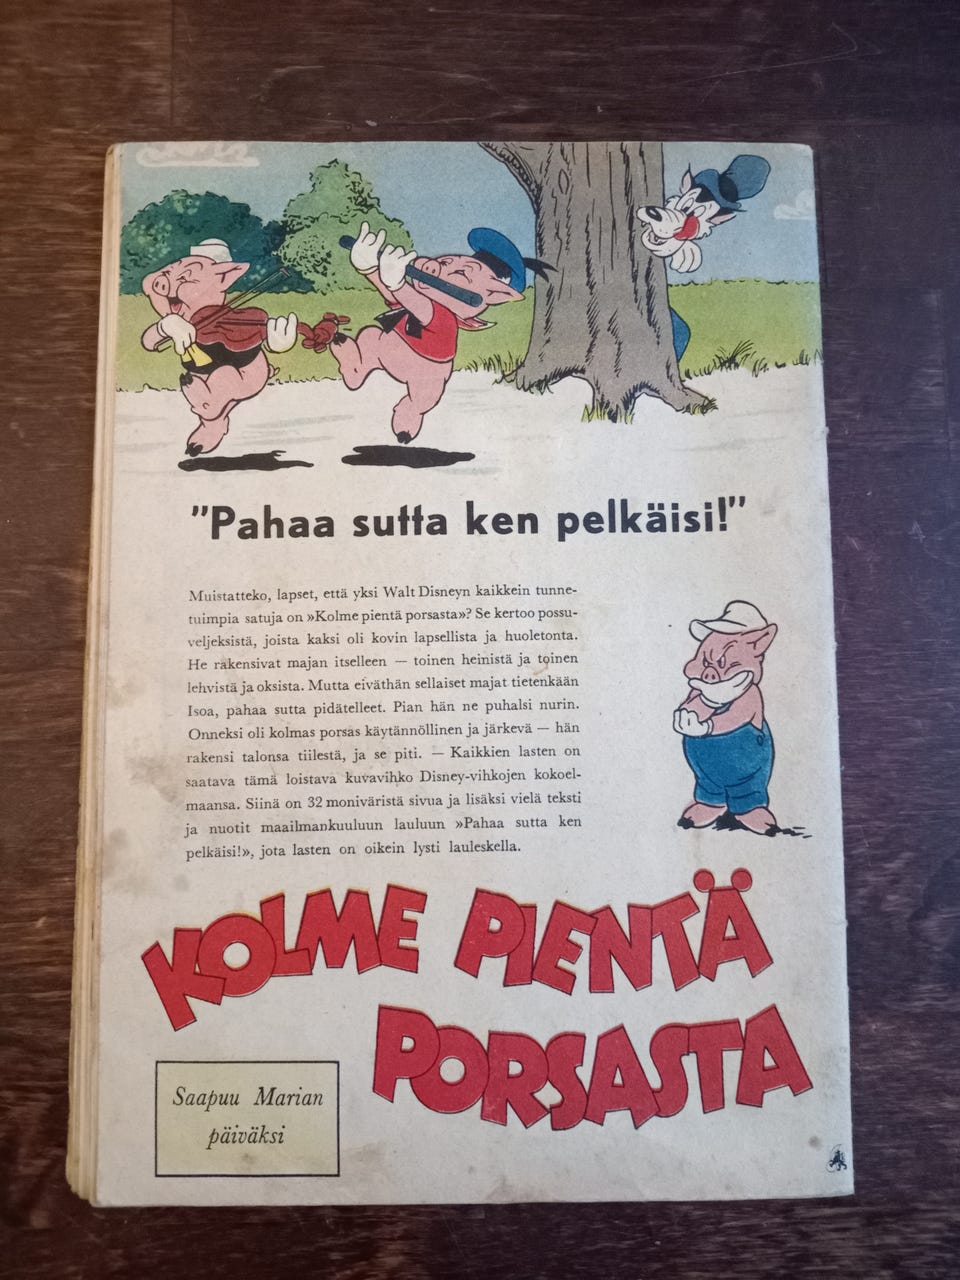 "Pahaa sutta ken pelkäisi!"
Muistatteko, lapset, että yksi Walt Disneyn kaikkein tunne-
tuimpia satuja on »Kolme pientä porsasta»? Se kertoo possu-
veljeksistä, joista kaksi oli kovin lapsellista ja huoletonta.
He rakensivat majan itselleen — toinen heinistä ja toinen
lehvistä ja oksista. Mutta eiväthän sellaiset majat tietenkään
Isoa, pahaa sutta pidätelleet. Pian hän ne puhalsi nurin.
Onneksi oli kolmas porsas käytännöllinen ja järkevä — hän
rakensi talonsa tiilestä, ja se piti. — Kaikkien lasten on
saatava tämä loistava kuvavihko Disney-vihkojen kokoel-
maansa. Siinä on 32 moniväristä sivua ja lisäksi vielä teksti
ja nuotit maailmankuuluun lauluun »Pahaa sutta ken
pelkäisi!», jota lasten on oikein lysti lauleskella.
KOLME PIENTÄ
PORSASTA
Saapuu Marian
päiväksi